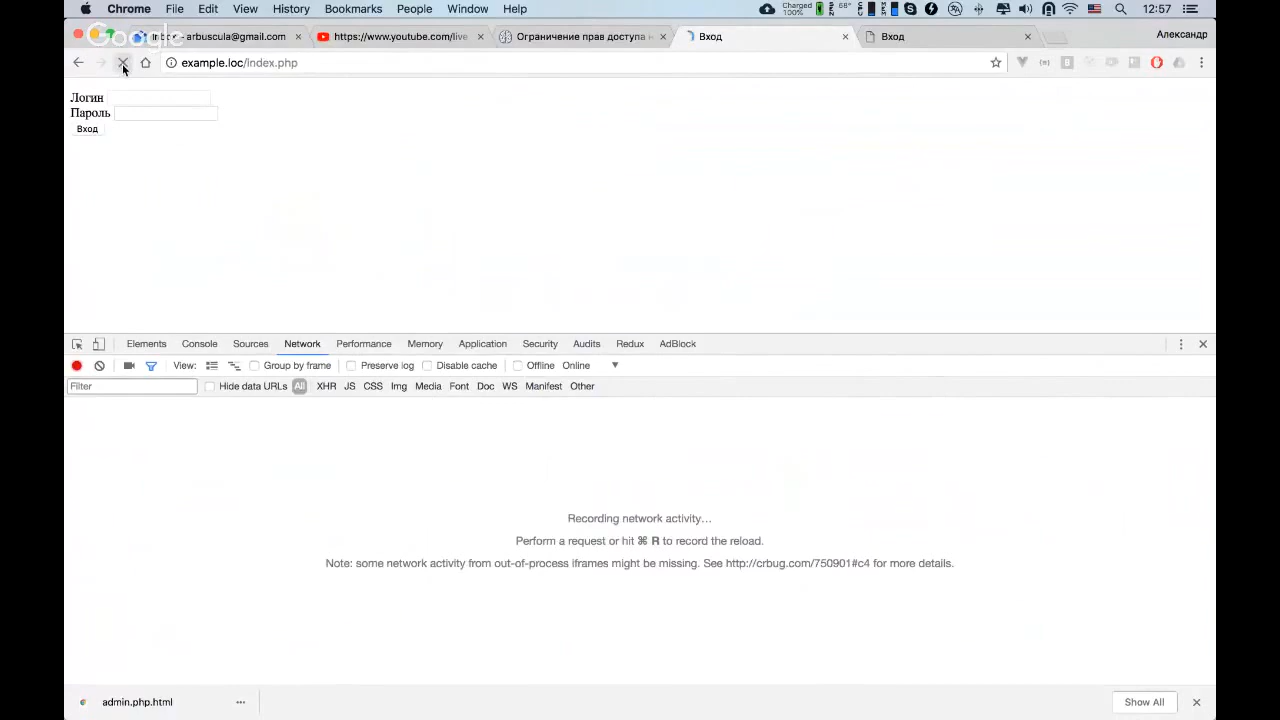 Chrome File Edit View History Bookmarks People Window Help Charged 100% 68° 12:57
Google
Inbox - arbuscula@gmail.com https://www.youtube.com/live Ограничение прав доступа Вход Вход Александр
example.loc/index.php
Логин
Пароль
Вход
Elements Console Sources Network Performance Memory Application Security Audits Redux AdBlock
View: Group by frame Preserve log Disable cache Offline Online
Filter Hide data URLs All XHR JS CSS Img Media Font Doc WS Manifest Other
Recording network activity…
Perform a request or hit ⌘ R to record the reload.
Note: some network activity from out-of-process iframes might be missing. See http://crbug.com/750901#c4 for more details.
admin.php.html Show All